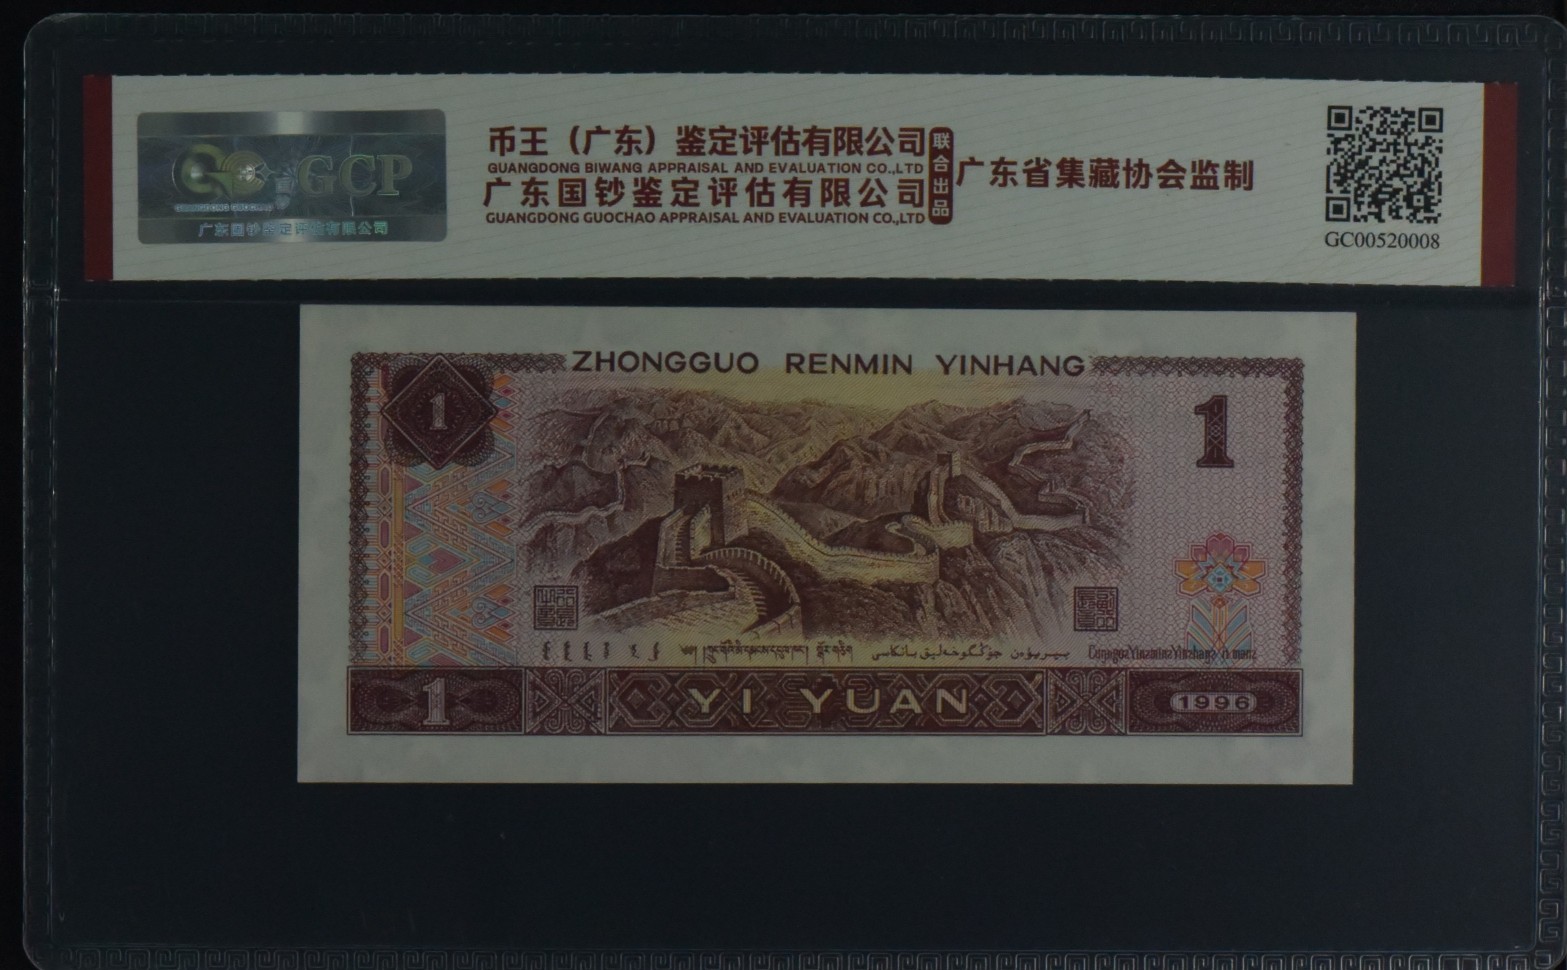 GCP
广东国钞鉴定评估有限公司
币王（广东）鉴定评估有限公司
GUANGDONG BIWANG APPRAISAL AND EVALUATION CO.,LTD
广东国钞鉴定评估有限公司
GUANGDONG GUOCHAO APPRAISAL AND EVALUATION CO.,LTD
联合出品
广东省集藏协会监制
GC00520008
ZHONGGUO RENMIN YINHANG
1
1
1
YI YUAN
1996